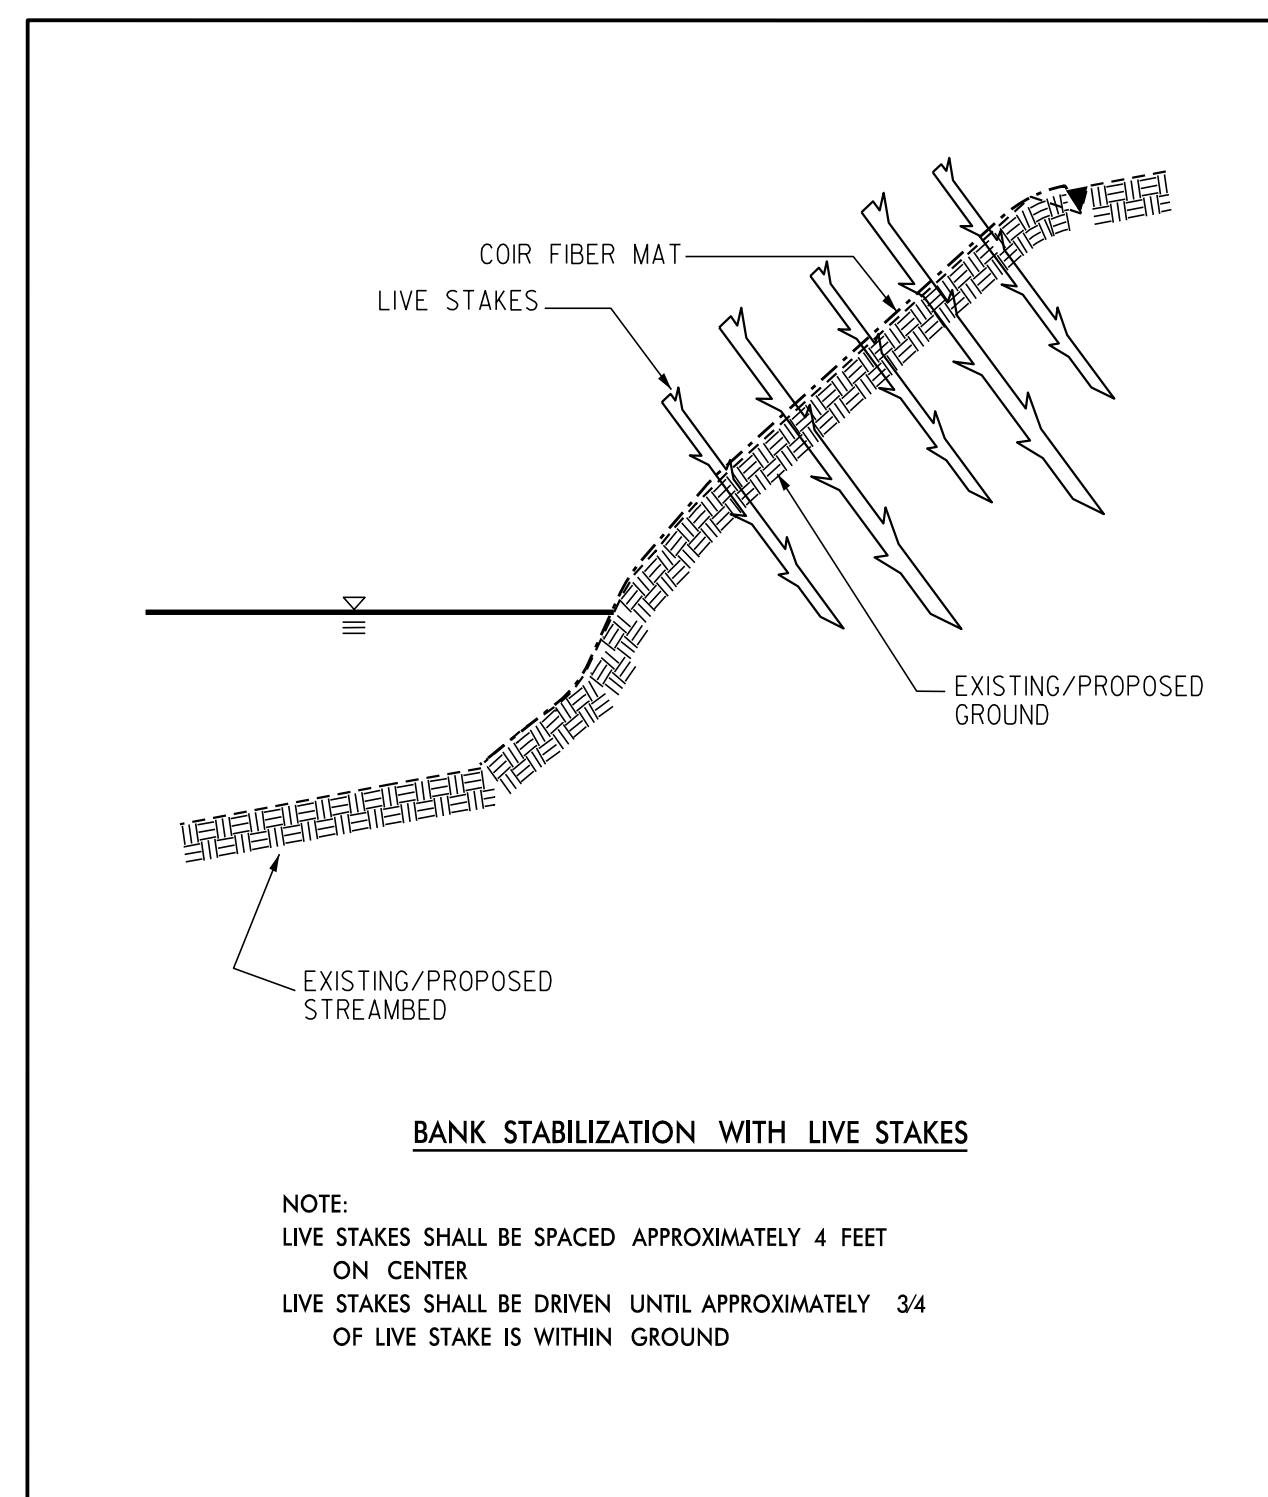 COIR FIBER MAT
LIVE STAKES
EXISTING/PROPOSED
GROUND
EXISTING/PROPOSED
STREAMBED
BANK STABILIZATION WITH LIVE STAKES
NOTE:
LIVE STAKES SHALL BE SPACED APPROXIMATELY 4 FEET
ON CENTER
LIVE STAKES SHALL BE DRIVEN UNTIL APPROXIMATELY 3/4
OF LIVE STAKE IS WITHIN GROUND